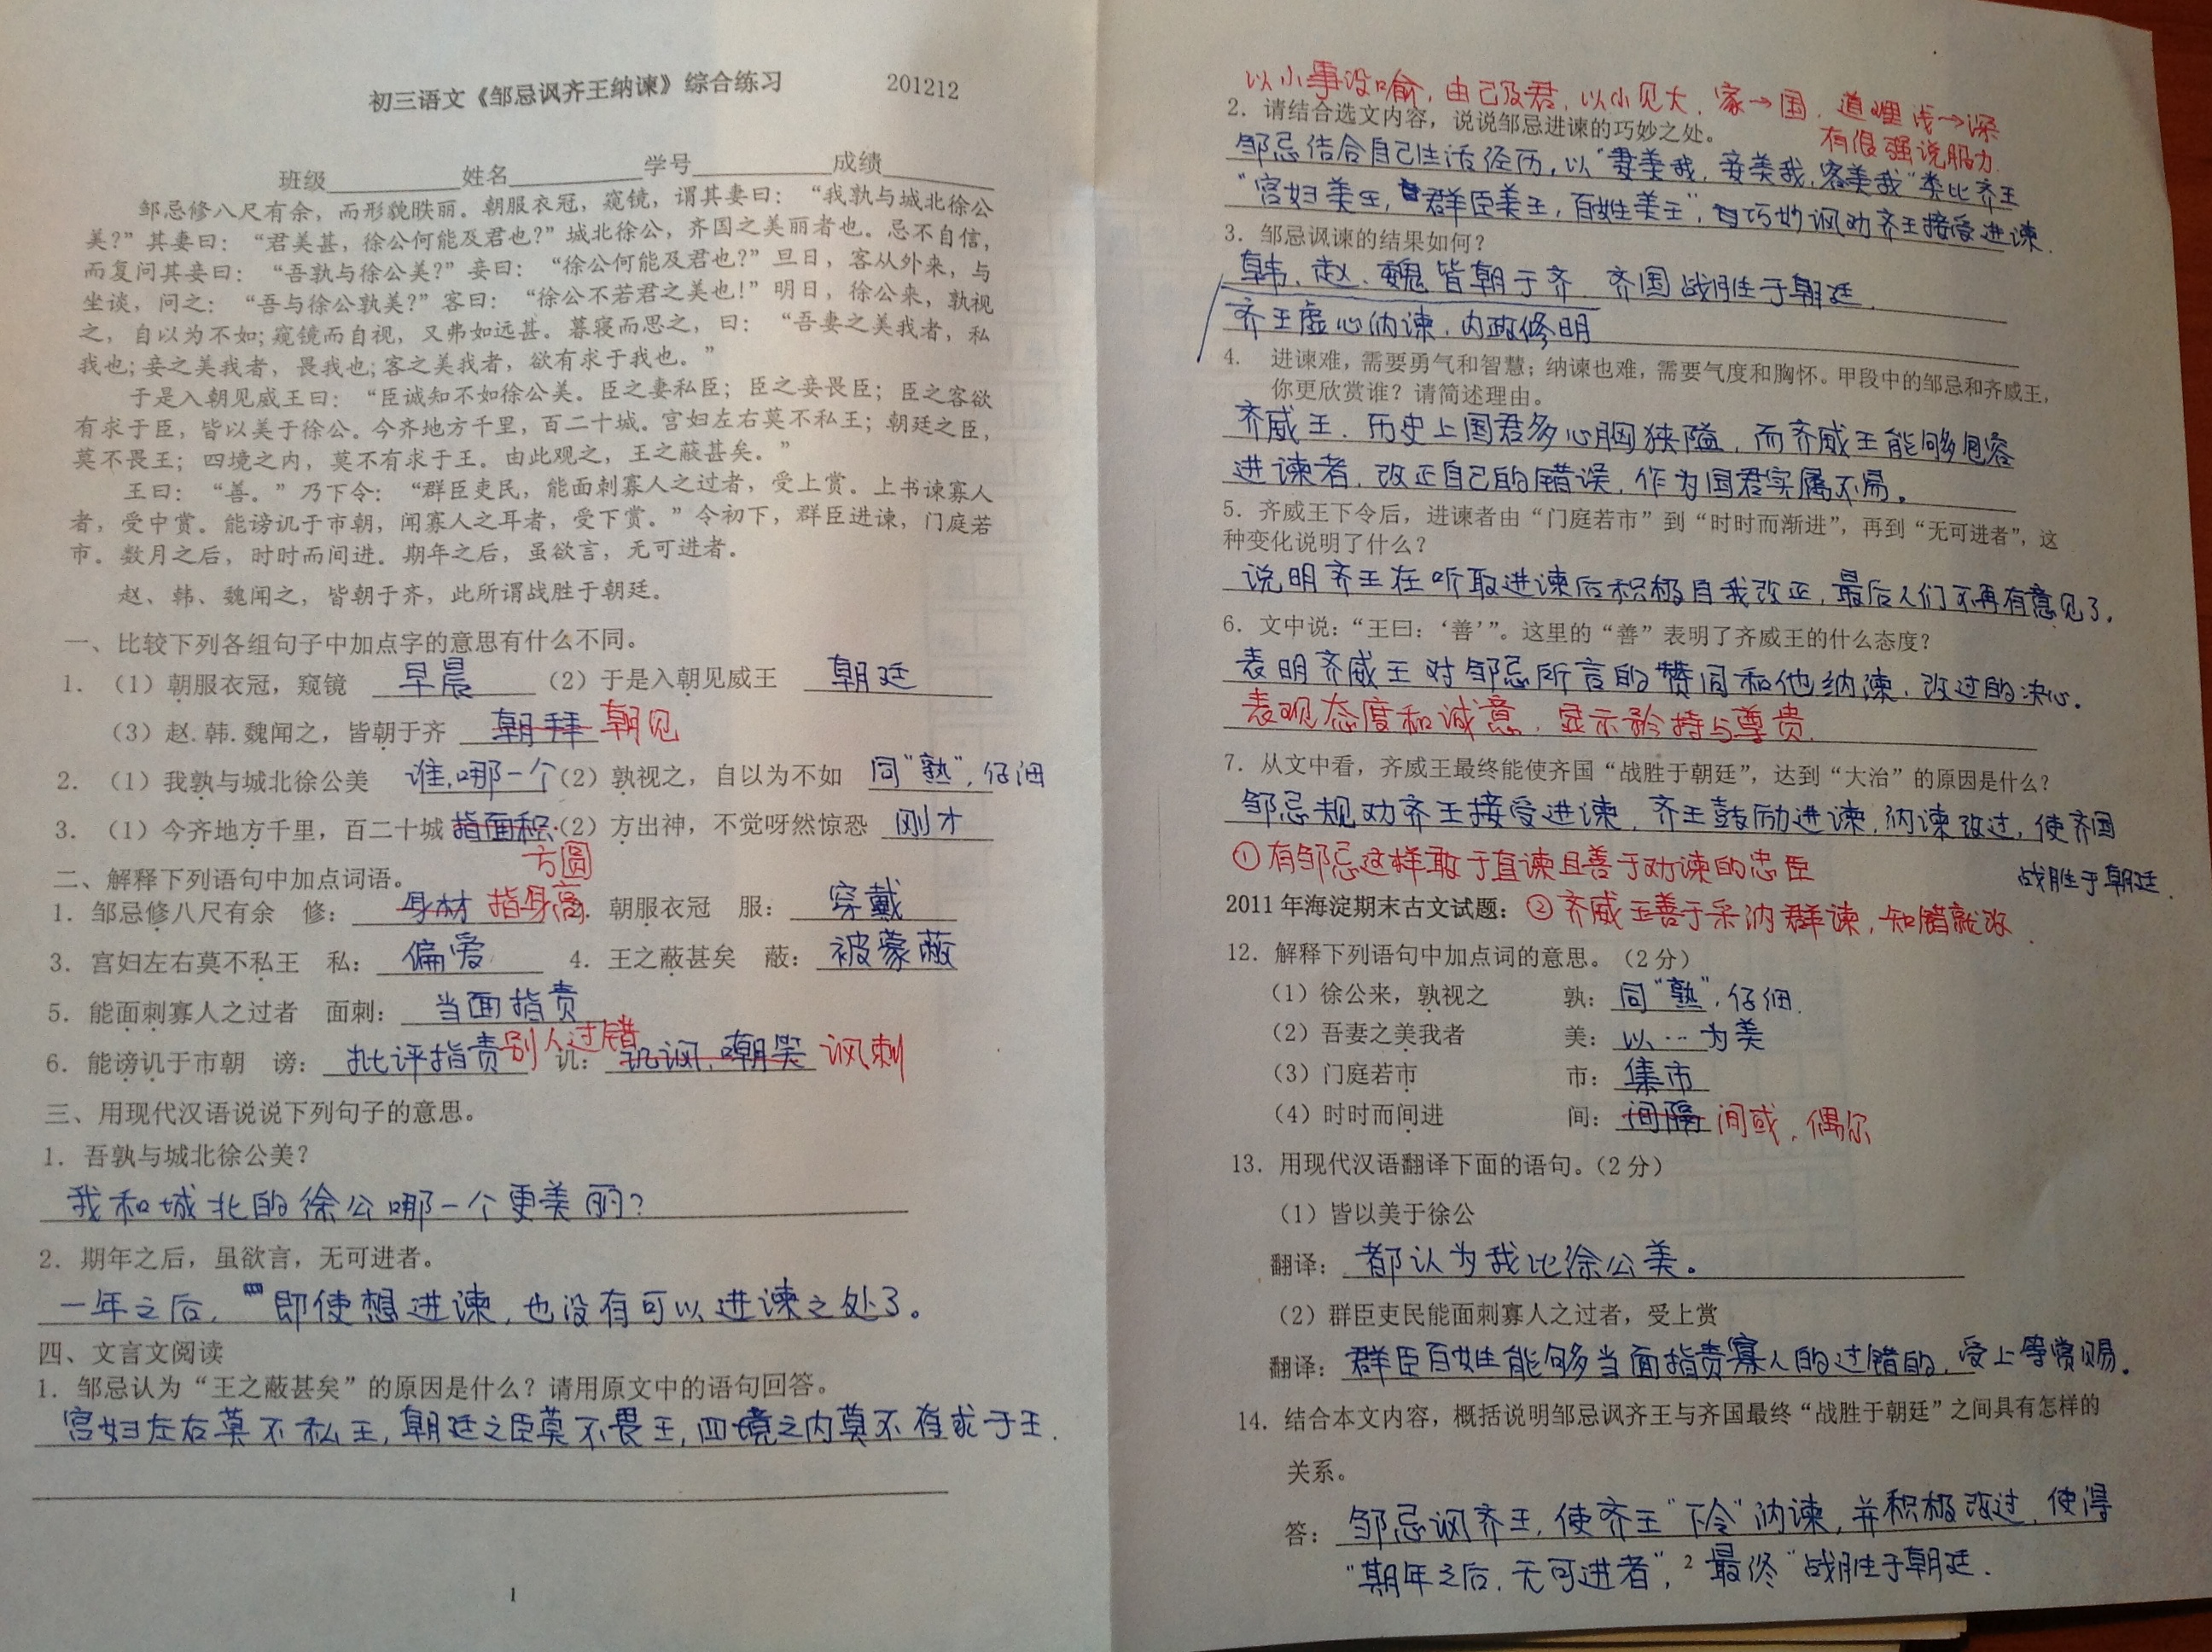 初三语文《邹忌讽齐王纳谏》综合练习 201212
班级 姓名 学号 成绩
邹忌修八尺有余，而形貌昳丽。朝服衣冠，窥镜，谓其妻曰：“我孰与城北徐公
美？”其妻曰：“君美甚，徐公何能及君也？”城北徐公，齐国之美丽者也。忌不自信，
而复问其妾曰：“吾孰与徐公美？”妾曰：“徐公何能及君也？”旦日，客从外来，与
坐谈，问之：“吾与徐公孰美？”客曰：“徐公不若君之美也！”明日，徐公来，孰视
之，自以为不如；窥镜而自视，又弗如远甚。暮寝而思之，曰：“吾妻之美我者，私
我也；妾之美我者，畏我也；客之美我者，欲有求于我也。”
于是入朝见威王曰：“臣诚知不如徐公美。臣之妻私臣；臣之妾畏臣；臣之客欲
有求于臣，皆以美于徐公。今齐地方千里，百二十城。宫妇左右莫不私王；朝廷之臣，
莫不畏王；四境之内，莫不有求于王。由此观之，王之蔽甚矣。”
王曰：“善。”乃下令：“群臣吏民，能面刺寡人之过者，受上赏。上书谏寡人
者，受中赏。能谤讥于市朝，闻寡人之耳者，受下赏。”令初下，群臣进谏，门庭若
市。数月之后，时时而间进。期年之后，虽欲言，无可进者。
赵、韩、魏闻之，皆朝于齐，此所谓战胜于朝廷。
一、比较下列各组句子中加点字的意思有什么不同。
1．（1）朝服衣冠，窥镜 早晨 （2）于是入朝见威王 朝廷
（3）赵.韩.魏闻之，皆朝于齐 朝拜 朝见
2．（1）我孰与城北徐公美 谁,哪一个（2）孰视之，自以为不如 同“熟”,仔细
3．（1）今齐地方千里，百二十城 指面积（2）方出神，不觉呀然惊恐 刚才
方圆
二、解释下列语句中加点词语。
1．邹忌修八尺有余 修： 身材 指身高. 朝服衣冠 服： 穿戴
3．宫妇左右莫不私王 私： 偏爱 4．王之蔽甚矣 蔽： 被蒙蔽
5．能面刺寡人之过者 面刺： 当面指责
6．能谤讥于市朝 谤： 批评指责别人过错 讥： 讥讽,嘲笑 讽刺
三、用现代汉语说说下列句子的意思。
1．吾孰与城北徐公美？
我和城北的徐公哪一个更美丽？
2．期年之后，虽欲言，无可进者。
一年之后，即使想进谏，也没有可以进谏之处了。
四、文言文阅读
1．邹忌认为“王之蔽甚矣”的原因是什么？请用原文中的语句回答。
宫妇左右莫不私王,朝廷之臣莫不畏王,四境之内莫不有求于王.
1
以小事设喻，由己及君，以小见大，家→国，道理浅→深
2．请结合选文内容，说说邹忌进谏的巧妙之处。
有很强说服力.
邹忌结合自己生活经历,以“妻美我,妾美我,客美我”类比齐王
“宫妇美王,群臣美王,百姓美王”,巧妙讽劝齐王接受进谏.
3．邹忌讽谏的结果如何？
韩、赵、魏皆朝于齐.齐国战胜于朝廷.
齐王虚心纳谏,内政修明
4．进谏难，需要勇气和智慧；纳谏也难，需要气度和胸怀。甲段中的邹忌和齐威王，
你更欣赏谁？请简述理由。
齐威王.历史上国君多心胸狭隘,而齐威王能够包容
进谏者,改正自己的错误,作为国君实属不易。
5．齐威王下令后，进谏者由“门庭若市”到“时时而渐进”，再到“无可进者”，这
种变化说明了什么？
说明齐王在听取进谏后积极自我改正,最后人们不再有意见了.
6．文中说：“王曰：‘善’”。这里的“善”表明了齐威王的什么态度？
表明齐威王对邹忌所言的赞同和他纳谏,改过的决心.
表现态度和诚意,显示矜持与尊贵.
7．从文中看，齐威王最终能使齐国“战胜于朝廷”，达到“大治”的原因是什么？
邹忌规劝齐王接受进谏,齐王鼓励进谏,纳谏改过,使齐国
战胜于朝廷.
①有邹忌这样敢于直谏且善于劝谏的忠臣
2011年海淀期末古文试题： ②齐威王善于采纳群谏,知错就改.
12．解释下列语句中加点词的意思。（2分）
（1）徐公来，孰视之 孰： 同“熟”,仔细.
（2）吾妻之美我者 美： 以…为美
（3）门庭若市 市： 集市
（4）时时而间进 间： 间隔 间或,偶尔
13．用现代汉语翻译下面的语句。（2分）
（1）皆以美于徐公
翻译： 都认为我比徐公美。
（2）群臣吏民能面刺寡人之过者，受上赏
翻译： 群臣百姓能够当面指责寡人的过错的,受上等赏赐.
14．结合本文内容，概括说明邹忌讽齐王与齐国最终“战胜于朝廷”之间具有怎样的
关系。
答： 邹忌讽齐王,使齐王“下令”纳谏,并积极改过,使得
“期年之后,无可进者”,最终“战胜于朝廷.
2